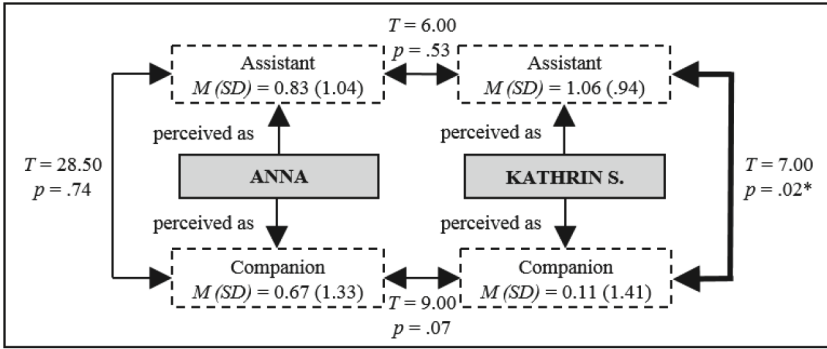 T = 6.00
p = .53
Assistant
M (SD) = 0.83 (1.04)
Assistant
M (SD) = 1.06 (.94)
perceived as
perceived as
T = 28.50
p = .74
ANNA
KATHRIN S.
T = 7.00
p = .02*
perceived as
perceived as
Companion
M (SD) = 0.67 (1.33)
Companion
M (SD) = 0.11 (1.41)
T = 9.00
p = .07